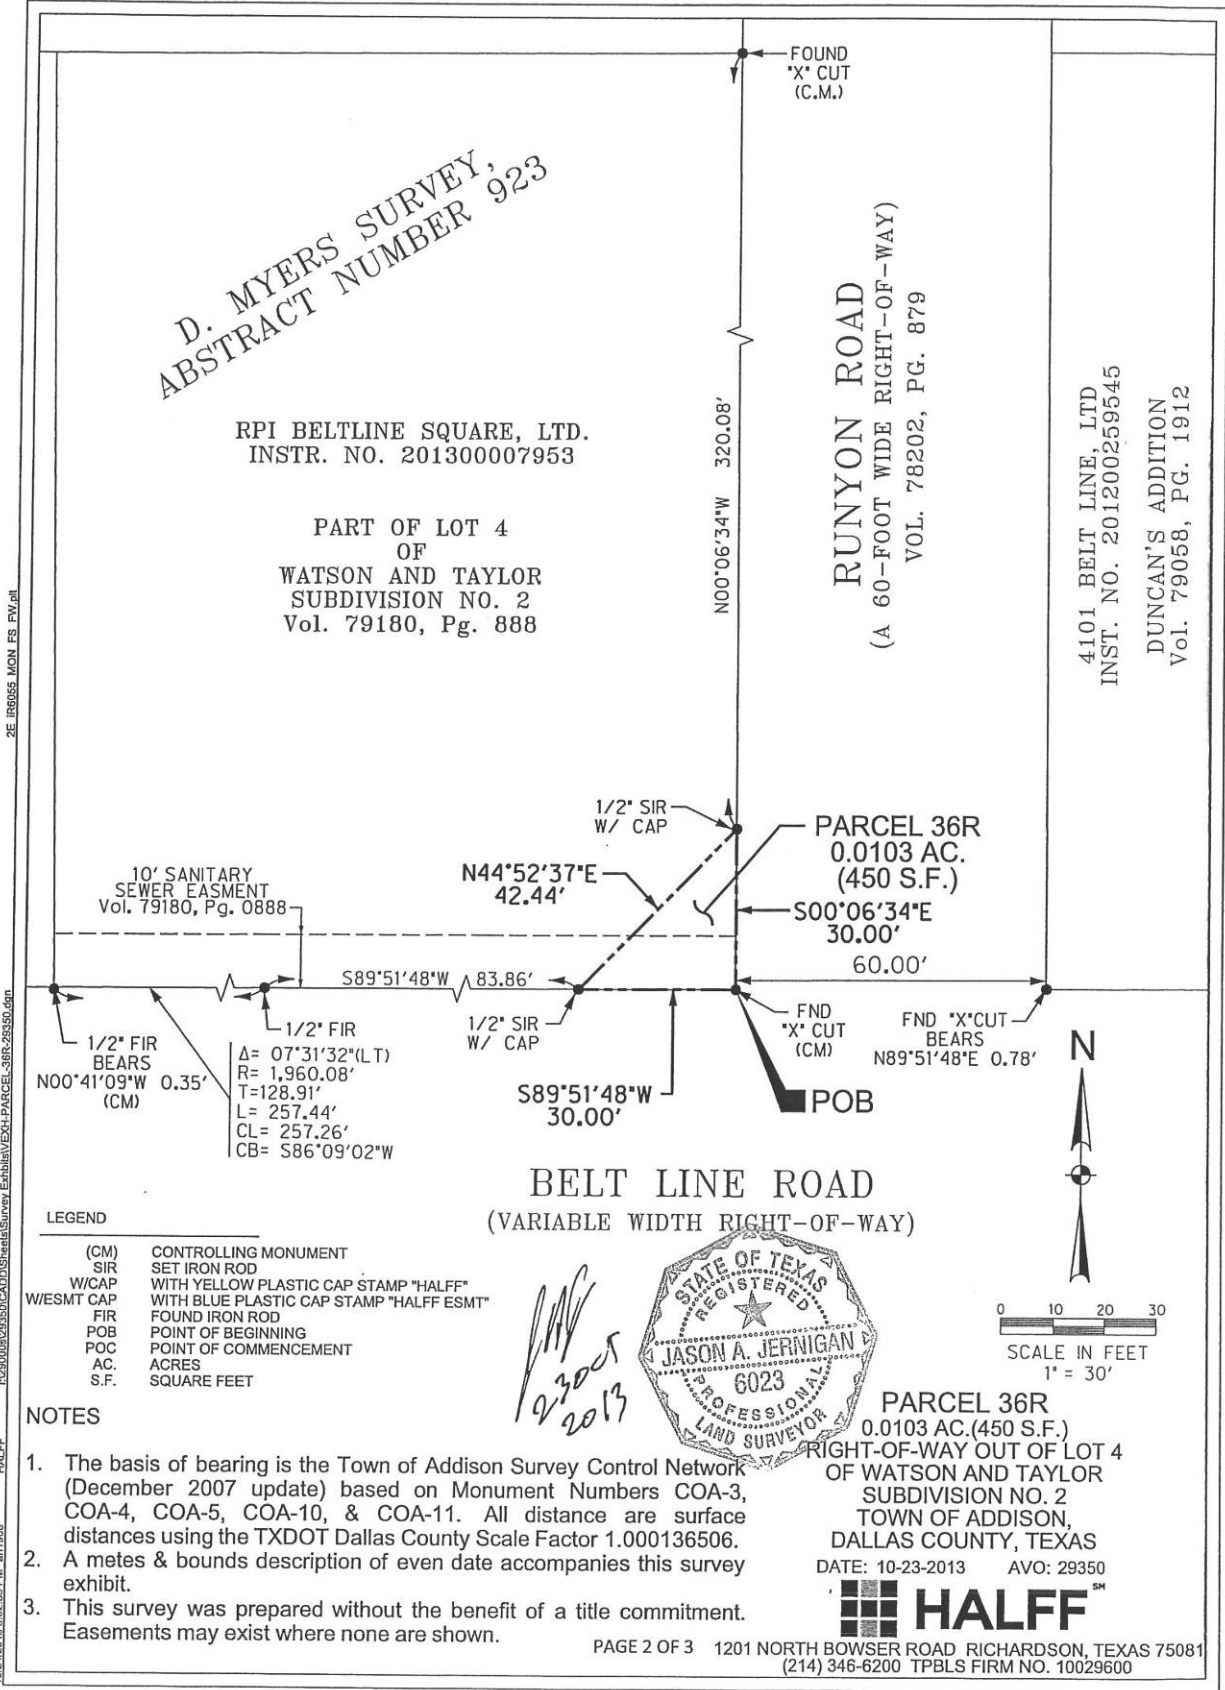 FOUND
"X" CUT
(C.M.)
D. MYERS SURVEY,
ABSTRACT NUMBER 923
RPI BELTLINE SQUARE, LTD.
INSTR. NO. 201300007953
PART OF LOT 4
OF
WATSON AND TAYLOR
SUBDIVISION NO. 2
Vol. 79180, Pg. 888
N00°06'34"W 320.08'
RUNYON ROAD
(A 60-FOOT WIDE RIGHT-OF-WAY)
VOL. 78202, PG. 879
4101 BELT LINE, LTD
INST. NO. 201200259545
DUNCAN'S ADDITION
Vol. 79058, PG. 1912
2E_IR6055_MON_FS_FW.plt
1/2" SIR
W/ CAP
PARCEL 36R
0.0103 AC.
(450 S.F.)
N44°52'37"E
42.44'
10' SANITARY
SEWER EASMENT
Vol. 79180, Pg. 0888
S00°06'34"E
30.00'
60.00'
S89°51'48"W 83.86'
1/2" FIR
BEARS
N00°41'09"W 0.35'
(CM)
1/2" FIR
Δ= 07°31'32"(LT)
R= 1,960.08'
T=128.91'
L= 257.44'
CL= 257.26'
CB= S86°09'02"W
1/2" SIR
W/ CAP
S89°51'48"W
30.00'
FND
"X" CUT
(CM)
FND "X"CUT
BEARS
N89°51'48"E 0.78'
POB
N
BELT LINE ROAD
(VARIABLE WIDTH RIGHT-OF-WAY)
LEGEND
(CM) CONTROLLING MONUMENT
SIR SET IRON ROD
W/CAP WITH YELLOW PLASTIC CAP STAMP "HALFF"
W/ESMT CAP WITH BLUE PLASTIC CAP STAMP "HALFF ESMT"
FIR FOUND IRON ROD
POB POINT OF BEGINNING
POC POINT OF COMMENCEMENT
AC. ACRES
S.F. SQUARE FEET
23 OCT
2013
STATE OF TEXAS
REGISTERED
JASON A. JERNIGAN
6023
PROFESSIONAL
LAND SURVEYOR
0 10 20 30
SCALE IN FEET
1" = 30'
NOTES
1. The basis of bearing is the Town of Addison Survey Control Network
(December 2007 update) based on Monument Numbers COA-3,
COA-4, COA-5, COA-10, & COA-11. All distance are surface
distances using the TXDOT Dallas County Scale Factor 1.000136506.
2. A metes & bounds description of even date accompanies this survey
exhibit.
3. This survey was prepared without the benefit of a title commitment.
Easements may exist where none are shown.
PARCEL 36R
0.0103 AC.(450 S.F.)
RIGHT-OF-WAY OUT OF LOT 4
OF WATSON AND TAYLOR
SUBDIVISION NO. 2
TOWN OF ADDISON,
DALLAS COUNTY, TEXAS
DATE: 10-23-2013 AVO: 29350
HALFF SM
PAGE 2 OF 3
1201 NORTH BOWSER ROAD RICHARDSON, TEXAS 75081
(214) 346-6200 TPBLS FIRM NO. 10029600